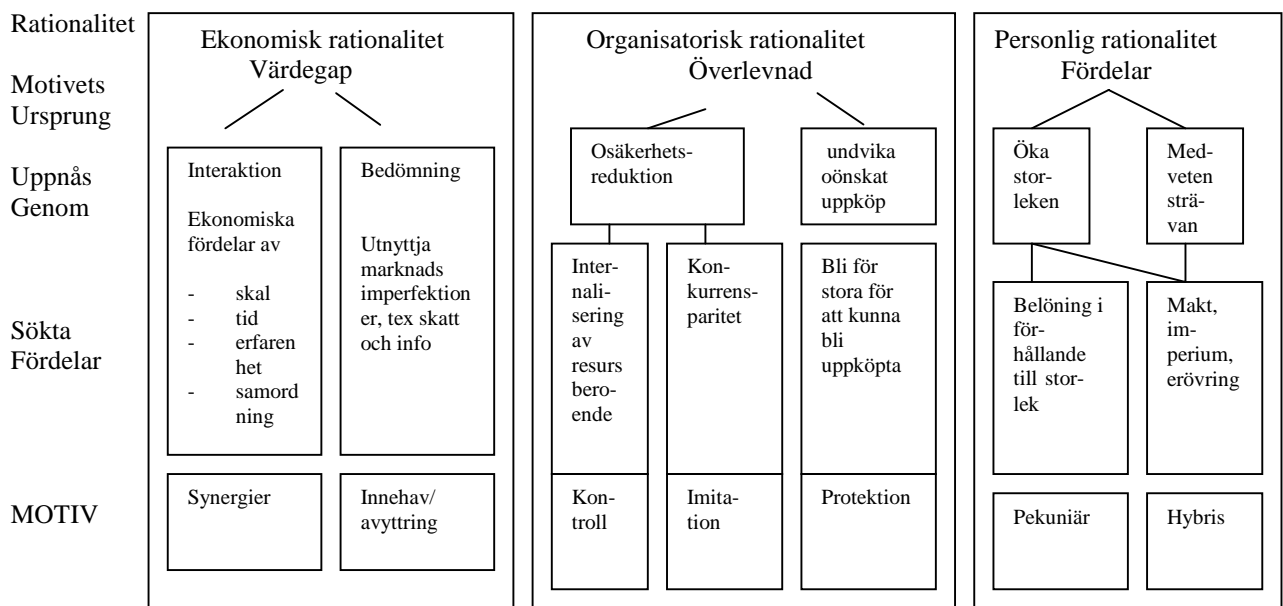 Rationalitet
Motivets
Ursprung
Uppnås
Genom
Sökta
Fördelar
MOTIV
Ekonomisk rationalitet
Värdegap
Interaktion
Ekonomiska
fördelar av
- skal
- tid
- erfaren
het
- samord
ning
Synergier
Bedömning
Utnyttja
marknads
imperfektion
er, tex skatt
och info
Innehav/
avyttring
Organisatorisk rationalitet
Överlevnad
Osäkerhets-
reduktion
undvika
oönskat
uppköp
Inter-
nali-
sering
av
resurs
bero-
ende
Kon-
kurrens-
paritet
Bli för
stora för
att kunna
bli
uppköpta
Kon-
troll
Imita-
tion
Protektion
Personlig rationalitet
Fördelar
Öka
stor-
leken
Med-
veten
strä-
van
Belöning i
för-
hållande
till stor-
lek
Makt,
im-
perium,
erövring
Pekuniär
Hybris